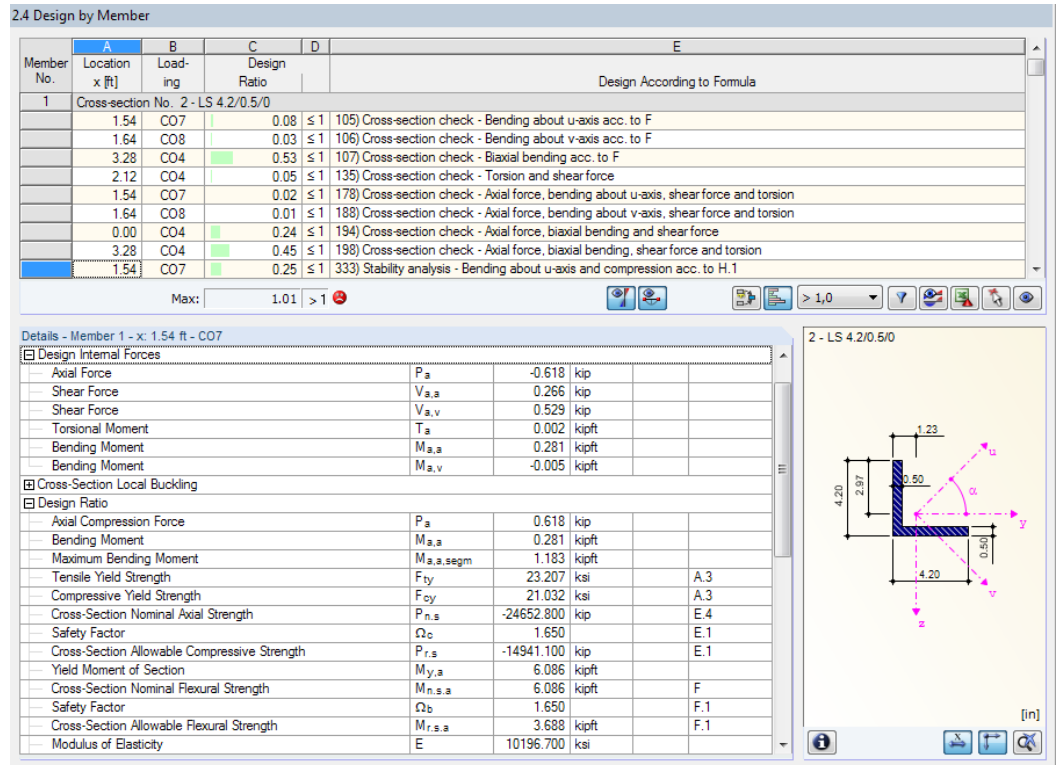 2.4 Design by Member
A B C D E
Member No. Location x [ft] Load- ing Design Ratio Design According to Formula
1 Cross-section No. 2 - LS 4.2/0.5/0
1.54 CO7 0.08 ≤ 1 105) Cross-section check - Bending about u-axis acc. to F
1.64 CO8 0.03 ≤ 1 106) Cross-section check - Bending about v-axis acc. to F
3.28 CO4 0.53 ≤ 1 107) Cross-section check - Biaxial bending acc. to F
2.12 CO4 0.05 ≤ 1 135) Cross-section check - Torsion and shear force
1.54 CO7 0.02 ≤ 1 178) Cross-section check - Axial force, bending about u-axis, shear force and torsion
1.64 CO8 0.01 ≤ 1 188) Cross-section check - Axial force, bending about v-axis, shear force and torsion
0.00 CO4 0.24 ≤ 1 194) Cross-section check - Axial force, biaxial bending and shear force
3.28 CO4 0.45 ≤ 1 198) Cross-section check - Axial force, biaxial bending, shear force and torsion
1.54 CO7 0.25 ≤ 1 333) Stability analysis - Bending about u-axis and compression acc. to H.1
Max: 1.01 > 1
> 1,0
Details - Member 1 - x: 1.54 ft - CO7
Design Internal Forces
Axial Force Pa -0.618 kip
Shear Force Va,a 0.266 kip
Shear Force Va,v 0.529 kip
Torsional Moment Ta 0.002 kipft
Bending Moment Ma,a 0.281 kipft
Bending Moment Ma,v -0.005 kipft
Cross-Section Local Buckling
Design Ratio
Axial Compression Force Pa 0.618 kip
Bending Moment Ma,a 0.281 kipft
Maximum Bending Moment Ma,a,segm 1.183 kipft
Tensile Yield Strength Fty 23.207 ksi A.3
Compressive Yield Strength Fcy 21.032 ksi A.3
Cross-Section Nominal Axial Strength Pn,s -24652.800 kip E.4
Safety Factor Ωc 1.650 E.1
Cross-Section Allowable Compressive Strength Pr,s -14941.100 kip E.1
Yield Moment of Section My,a 6.086 kipft
Cross-Section Nominal Flexural Strength Mn,s,a 6.086 kipft F
Safety Factor Ωb 1.650 F.1
Cross-Section Allowable Flexural Strength Mr,s,a 3.688 kipft F.1
Modulus of Elasticity E 10196.700 ksi
2 - LS 4.2/0.5/0
1.23
u
0.50
4.20
2.97
α
y
0.50
4.20
v
z
[in]